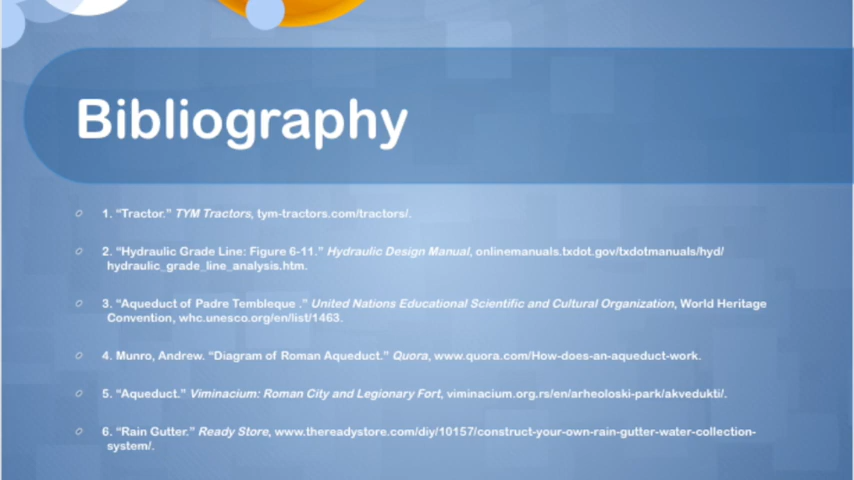 Bibliography
1. “Tractor.” TYM Tractors, tym-tractors.com/tractors/.
2. “Hydraulic Grade Line: Figure 6-11.” Hydraulic Design Manual, onlinemanuals.txdot.gov/txdotmanuals/hyd/
hydraulic_grade_line_analysis.htm.
3. “Aqueduct of Padre Tembleque .” United Nations Educational Scientific and Cultural Organization, World Heritage
Convention, whc.unesco.org/en/list/1463.
4. Munro, Andrew. “Diagram of Roman Aqueduct.” Quora, www.quora.com/How-does-an-aqueduct-work.
5. “Aqueduct.” Viminacium: Roman City and Legionary Fort, viminacium.org.rs/en/arheoloski-park/akvedukti/.
6. “Rain Gutter.” Ready Store, www.thereadystore.com/diy/10157/construct-your-own-rain-gutter-water-collection-
system/.